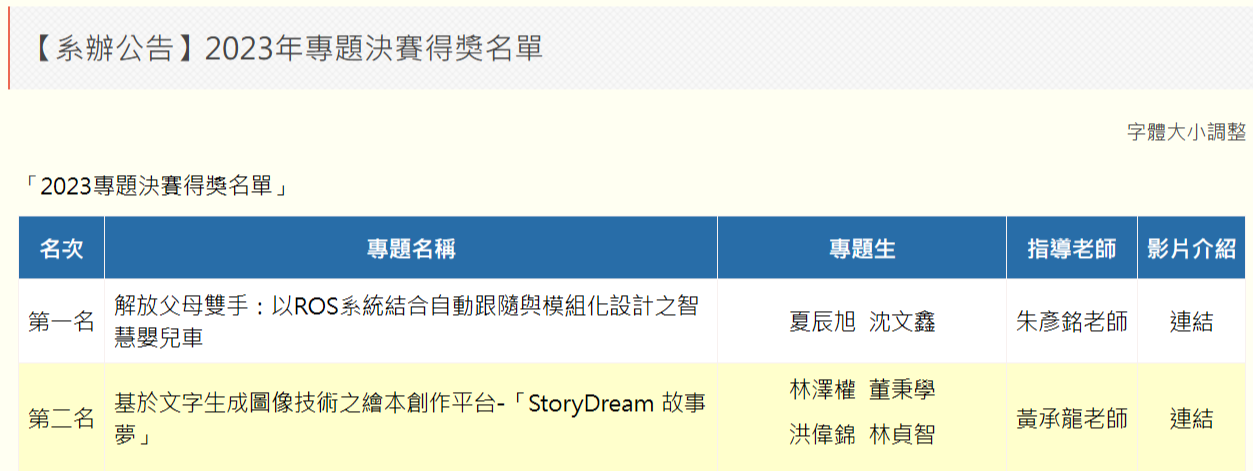 【系辦公告】2023年專題決賽得獎名單
字體大小調整
「2023專題決賽得獎名單」
名次 專題名稱 專題生 指導老師 影片介紹
第一名 解放父母雙手：以ROS系統結合自動跟隨與模組化設計之智慧嬰兒車 夏辰旭 沈文鑫 朱彥銘老師 連結
第二名 基於文字生成圖像技術之繪本創作平台-「StoryDream 故事夢」 林澤權 董秉學 洪偉錦 林貞智 黃承龍老師 連結